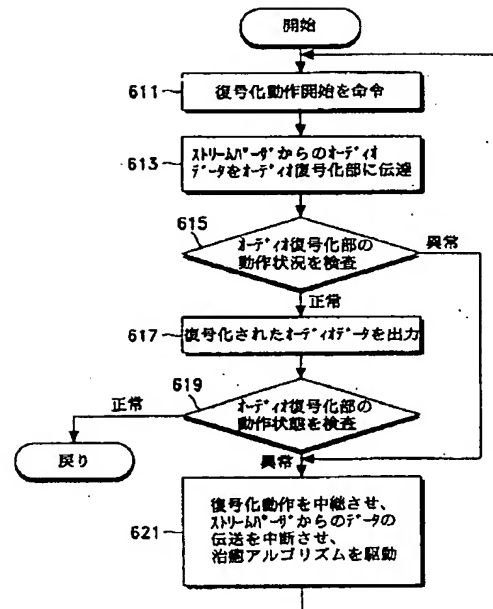 開始
611
復号化動作開始を命令
613
ｽﾄﾘｰﾑﾊﾟｰｻﾞからのｵｰﾃﾞｨｵ
ﾃﾞｰﾀをｵｰﾃﾞｨｵ復号化部に伝達
615
ｵｰﾃﾞｨｵ復号化部の
動作状況を検査
異常
正常
617
復号化されたｵｰﾃﾞｨｵﾃﾞｰﾀを出力
619
ｵｰﾃﾞｨｵ復号化部の
動作状態を検査
正常
戻り
異常
621
復号化動作を中継させ、
ｽﾄﾘｰﾑﾊﾟｰｻﾞからのﾃﾞｰﾀの
伝送を中断させ、
治癒アルゴリズムを駆動